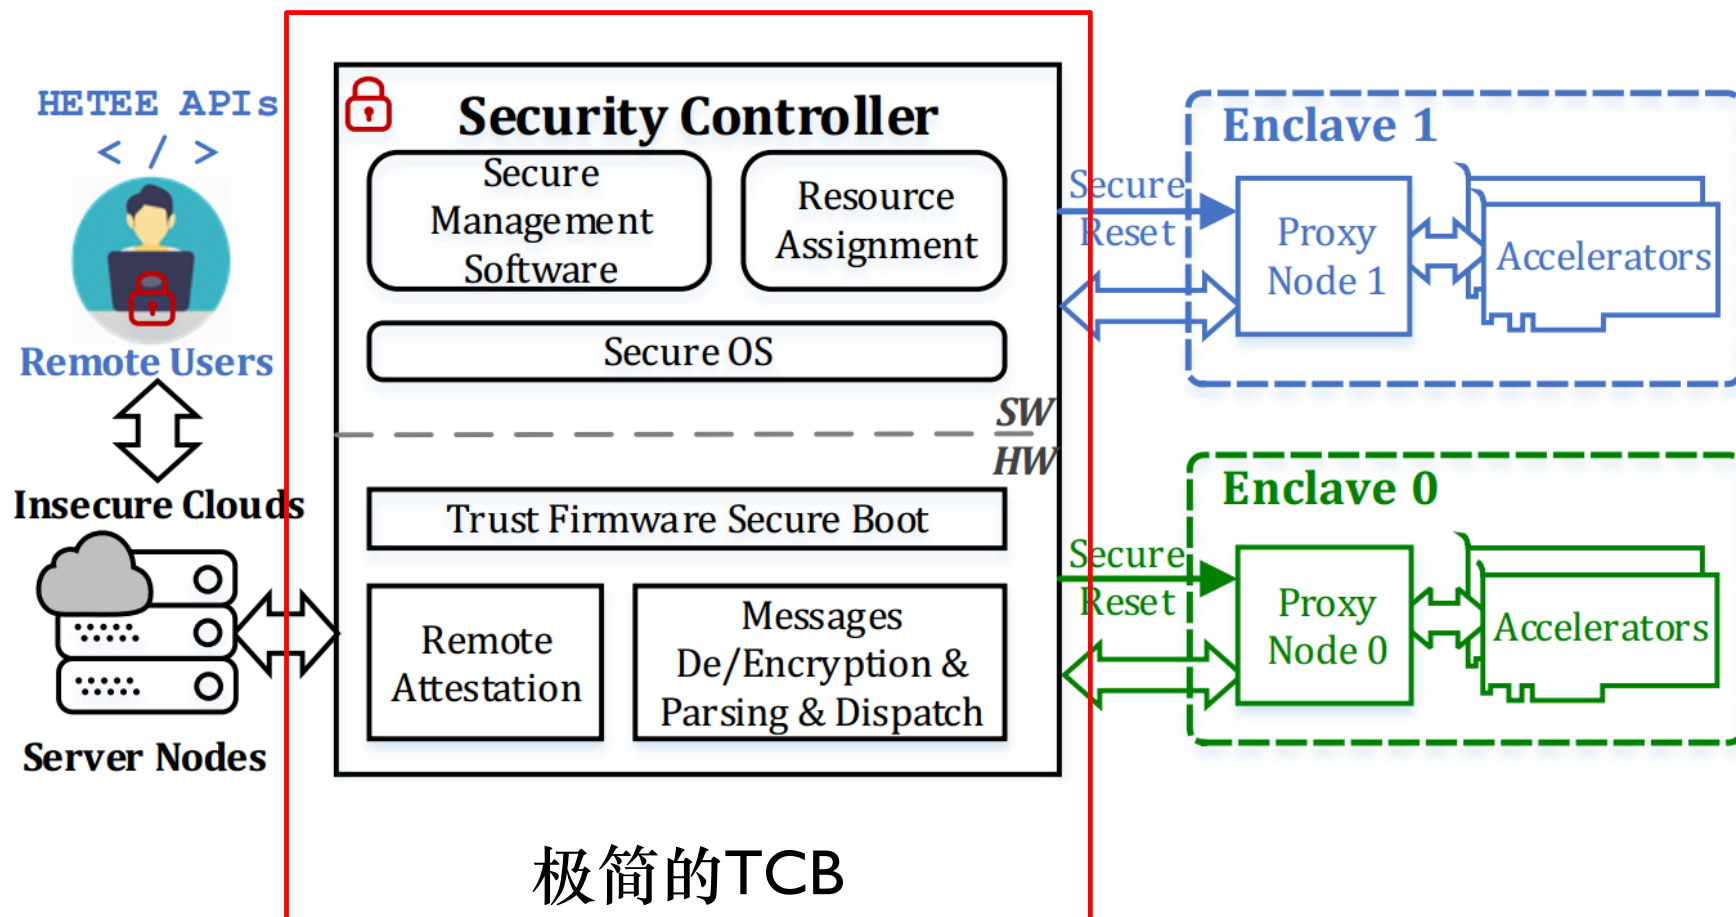 HETEE APIs
< / >
Remote Users
Insecure Clouds
Server Nodes
Security Controller
Secure
Management
Software
Resource
Assignment
Secure OS
SW
HW
Trust Firmware Secure Boot
Remote
Attestation
Messages
De/Encryption &
Parsing & Dispatch
极简的TCB
Secure
Reset
Enclave 1
Proxy
Node 1
Accelerators
Secure
Reset
Enclave 0
Proxy
Node 0
Accelerators